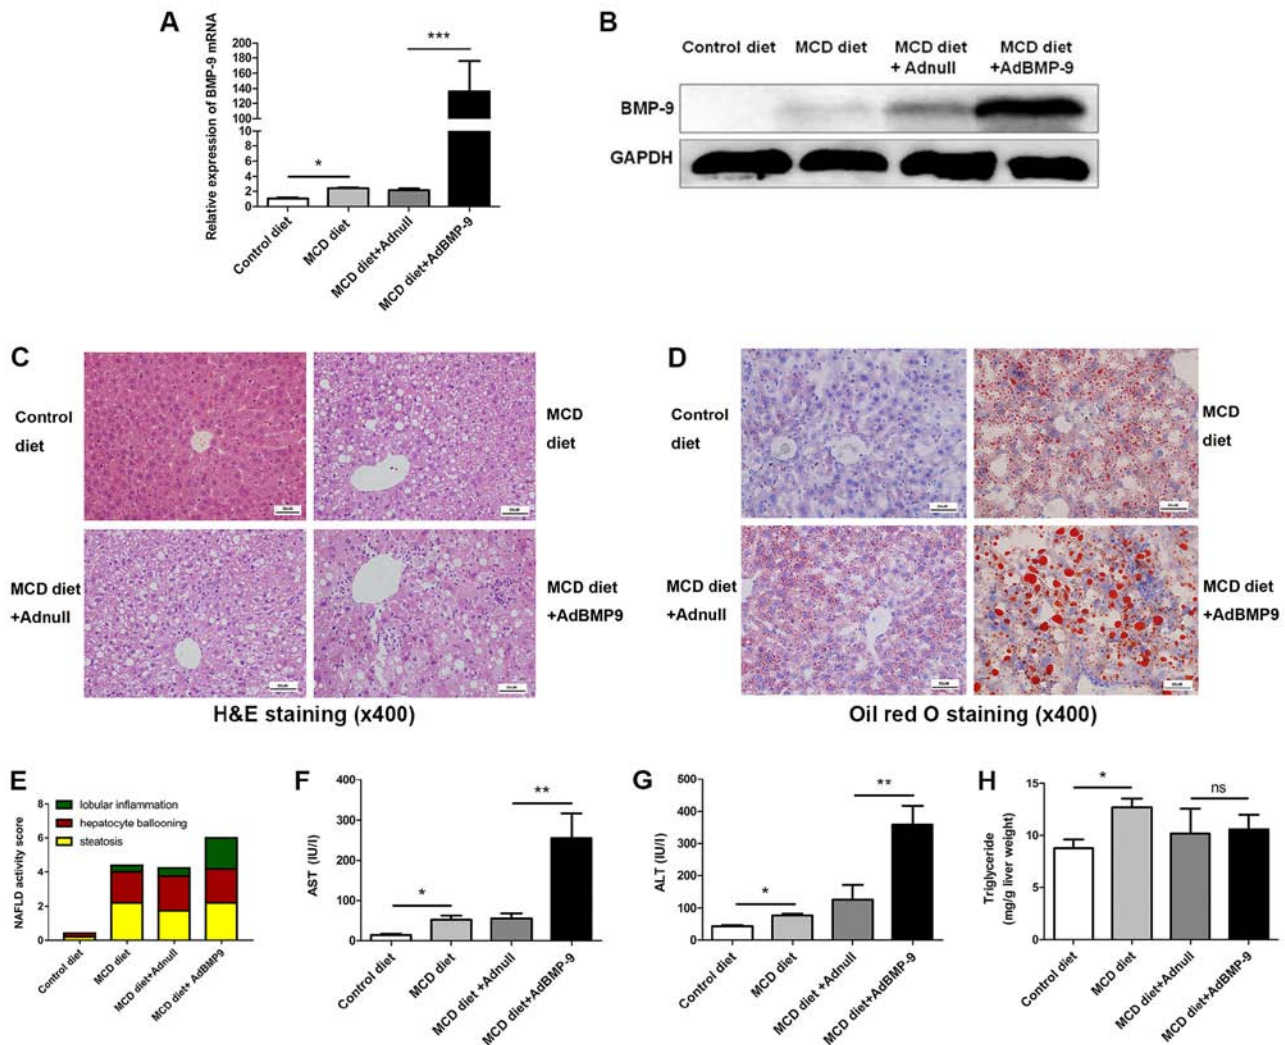 A
Relative expression of BMP-9 mRNA
200
180
160
140
120
100
10
8
6
4
2
0
*
***
Control diet
MCD diet
MCD diet+Adnull
MCD diet+AdBMP-9
B
Control diet
MCD diet
MCD diet
+ Adnull
MCD diet
+AdBMP-9
BMP-9
GAPDH
C
Control
diet
MCD
diet
MCD diet
+Adnull
MCD diet
+AdBMP9
H&E staining (x400)
D
Control
diet
MCD
diet
MCD diet
+Adnull
MCD diet
+AdBMP9
Oil red O staining (x400)
E
NAFLD activity score
8
6
4
2
0
lobular inflammation
hepatocyte ballooning
steatosis
Control diet
MCD diet
MCD diet+Adnull
MCD diet+ AdBMP9
F
AST (IU/l)
400
300
200
100
0
*
**
Control diet
MCD diet
MCD diet +Adnull
MCD diet+AdBMP-9
G
ALT (IU/l)
500
400
300
200
100
0
*
**
Control diet
MCD diet
MCD diet +Adnull
MCD diet+AdBMP-9
H
Triglyceride
(mg/g liver weight)
15
10
5
0
*
ns
Control diet
MCD diet
MCD diet+Adnull
MCD diet+AdBMP-9